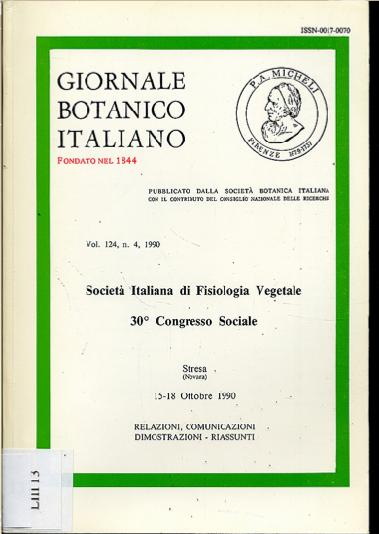 ISSN-0017-0070
GIORNALE
BOTANICO
ITALIANO
FONDATO NEL 1844
P. A. MICHELI
FIRENZE 1679-1737
PUBBLICATO DALLA SOCIETÀ BOTANICA ITALIANA
CON IL CONTRIBUTO DEL CONSIGLIO NAZIONALE DELLE RICERCHE
Vol. 124, n. 4, 1990
Società Italiana di Fisiologia Vegetale
30° Congresso Sociale
Stresa
(Novara)
15-18 Ottobre 1990
RELAZIONI, COMUNICAZIONI
DIMOSTRAZIONI - RIASSUNTI
LIII 13